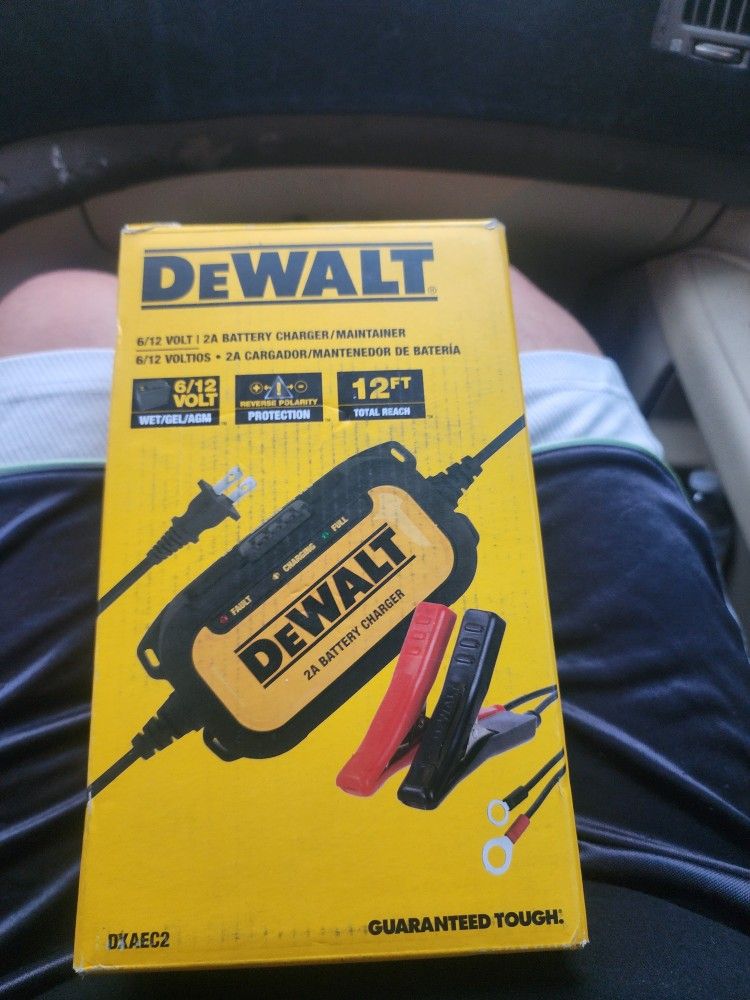 DEWALT®
6/12 VOLT | 2A BATTERY CHARGER/MAINTAINER
6/12 VOLTIOS • 2A CARGADOR/MANTENEDOR DE BATERÍA
6/12 VOLT
WET/GEL/AGM
REVERSE POLARITY
PROTECTION
12FT
TOTAL REACH
FAULT
CHARGING
FULL
DEWALT
2A BATTERY CHARGER
DEWALT
DXAEC2
GUARANTEED TOUGH.®